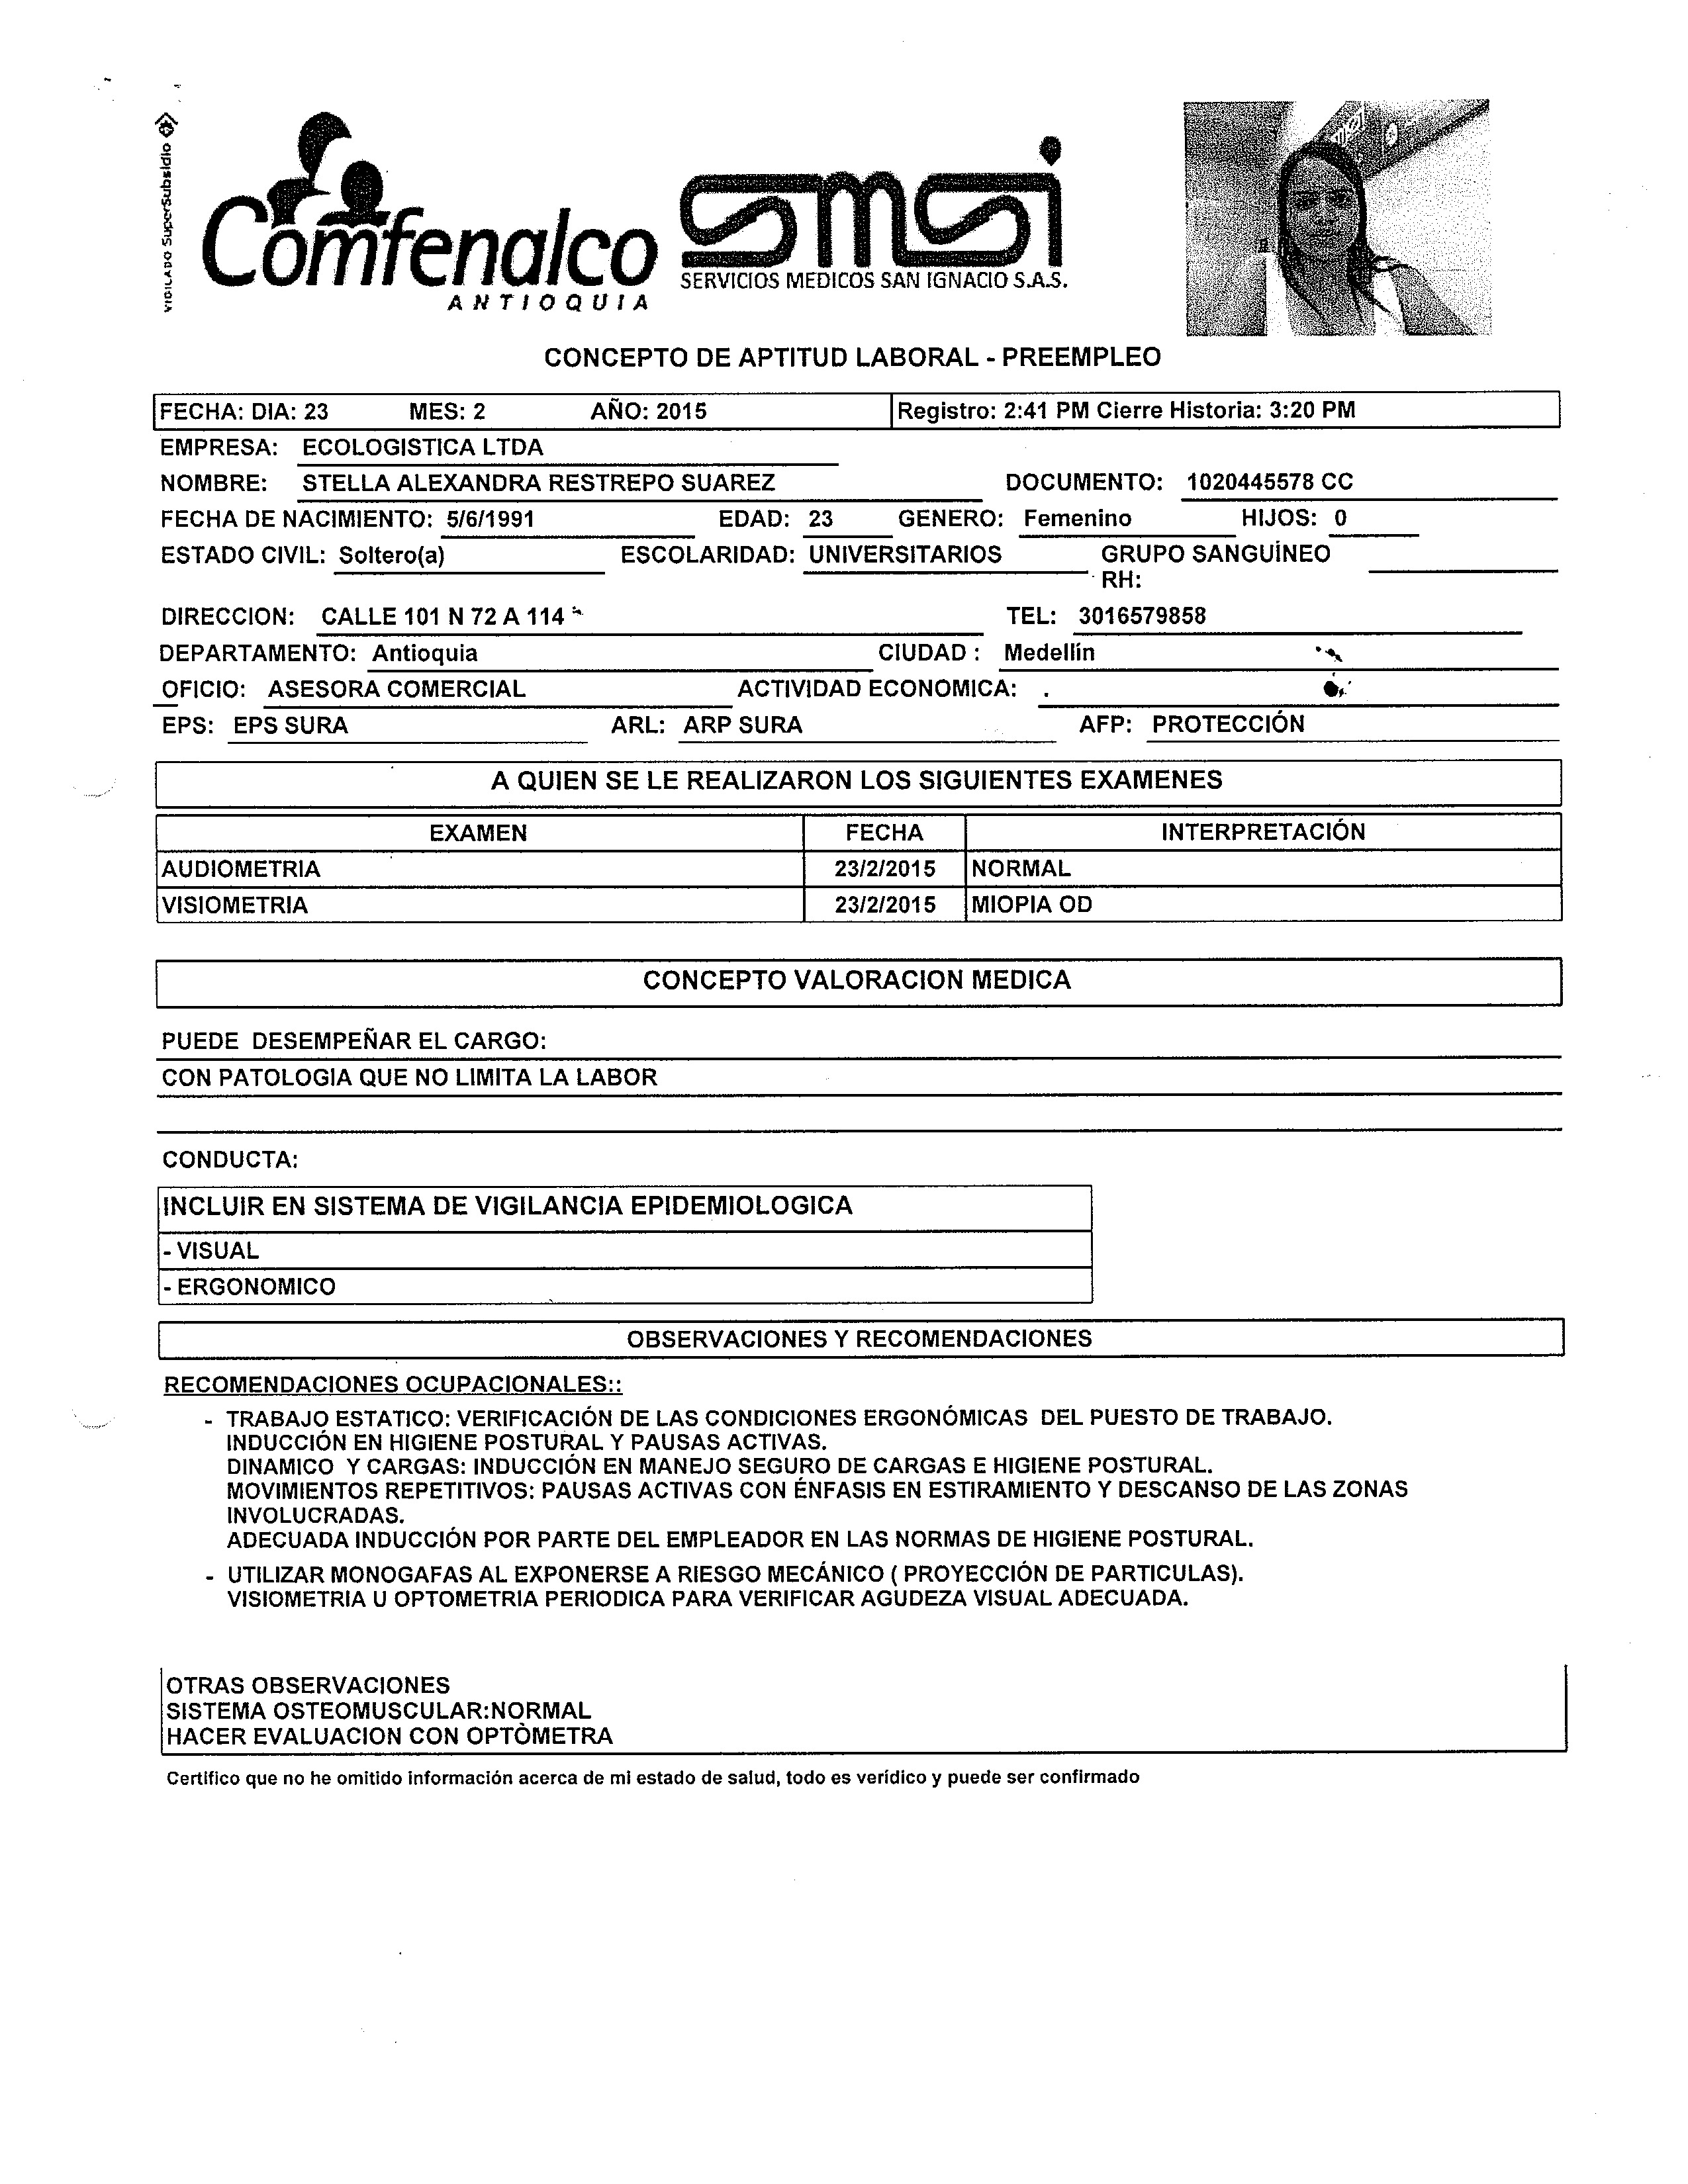 VIGILADO SuperSubsidio
Comfenalco
ANTIOQUIA
smsi
SERVICIOS MEDICOS SAN IGNACIO S.A.S.
CONCEPTO DE APTITUD LABORAL - PREEMPLEO
FECHA: DIA: 23 MES: 2 AÑO: 2015 Registro: 2:41 PM Cierre Historia: 3:20 PM
EMPRESA: ECOLOGISTICA LTDA
NOMBRE: STELLA ALEXANDRA RESTREPO SUAREZ DOCUMENTO: 1020445578 CC
FECHA DE NACIMIENTO: 5/6/1991 EDAD: 23 GENERO: Femenino HIJOS: 0
ESTADO CIVIL: Soltero(a) ESCOLARIDAD: UNIVERSITARIOS GRUPO SANGUÍNEO
RH:
DIRECCION: CALLE 101 N 72 A 114 TEL: 3016579858
DEPARTAMENTO: Antioquia CIUDAD : Medellín
OFICIO: ASESORA COMERCIAL ACTIVIDAD ECONOMICA: .
EPS: EPS SURA ARL: ARP SURA AFP: PROTECCIÓN
A QUIEN SE LE REALIZARON LOS SIGUIENTES EXAMENES
EXAMEN FECHA INTERPRETACIÓN
AUDIOMETRIA 23/2/2015 NORMAL
VISIOMETRIA 23/2/2015 MIOPIA OD
CONCEPTO VALORACION MEDICA
PUEDE DESEMPEÑAR EL CARGO:
CON PATOLOGIA QUE NO LIMITA LA LABOR
CONDUCTA:
INCLUIR EN SISTEMA DE VIGILANCIA EPIDEMIOLOGICA
- VISUAL
- ERGONOMICO
OBSERVACIONES Y RECOMENDACIONES
RECOMENDACIONES OCUPACIONALES::
- TRABAJO ESTATICO: VERIFICACIÓN DE LAS CONDICIONES ERGONÓMICAS DEL PUESTO DE TRABAJO.
INDUCCIÓN EN HIGIENE POSTURAL Y PAUSAS ACTIVAS.
DINAMICO Y CARGAS: INDUCCIÓN EN MANEJO SEGURO DE CARGAS E HIGIENE POSTURAL.
MOVIMIENTOS REPETITIVOS: PAUSAS ACTIVAS CON ÉNFASIS EN ESTIRAMIENTO Y DESCANSO DE LAS ZONAS
INVOLUCRADAS.
ADECUADA INDUCCIÓN POR PARTE DEL EMPLEADOR EN LAS NORMAS DE HIGIENE POSTURAL.
- UTILIZAR MONOGAFAS AL EXPONERSE A RIESGO MECÁNICO ( PROYECCIÓN DE PARTICULAS).
VISIOMETRIA U OPTOMETRIA PERIODICA PARA VERIFICAR AGUDEZA VISUAL ADECUADA.
OTRAS OBSERVACIONES
SISTEMA OSTEOMUSCULAR:NORMAL
HACER EVALUACION CON OPTÒMETRA
Certifico que no he omitido información acerca de mi estado de salud, todo es verídico y puede ser confirmado